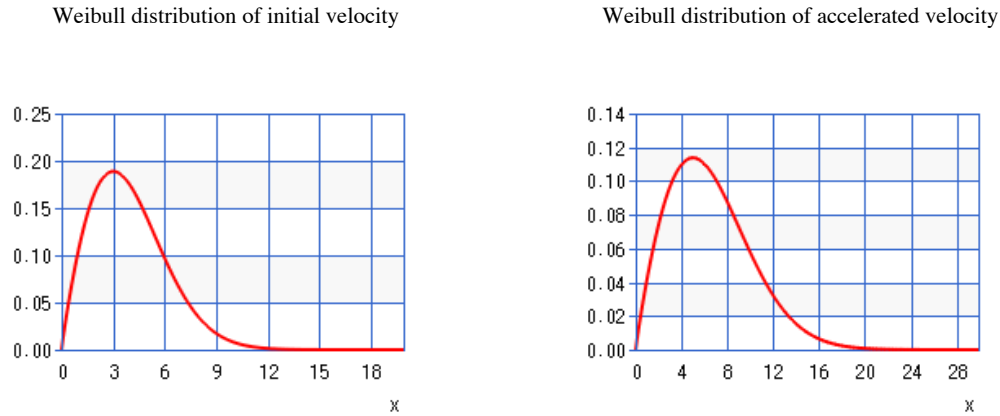 Weibull distribution of initial velocity
0.25
0.20
0.15
0.10
0.05
0.00
0 3 6 9 12 15 18
x
Weibull distribution of accelerated velocity
0.14
0.12
0.10
0.08
0.06
0.04
0.02
0.00
0 4 8 12 16 20 24 28
x